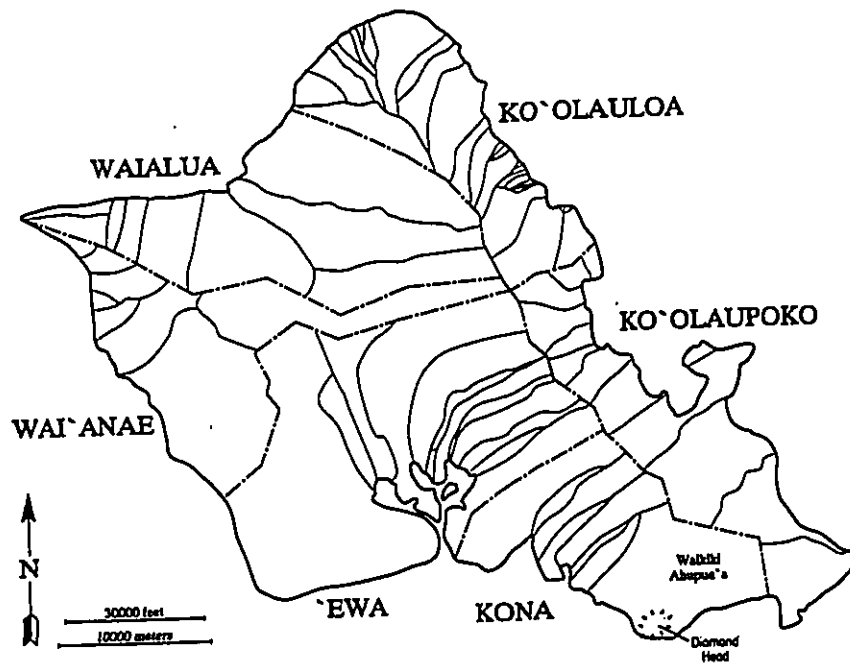 KO`OLAULOA
WAIALUA
KO`OLAUPOKO
WAI`ANAE
N
30000 feet
10000 meters
`EWA
KONA
Waikiki
Ahupua`a
Diamond
Head